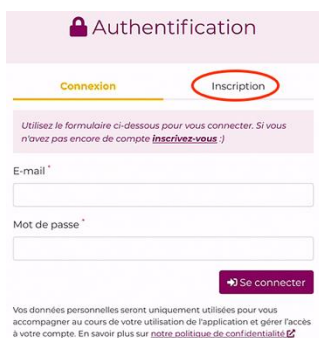 Authentification
Connexion Inscription
Utilisez le formulaire ci-dessous pour vous connecter. Si vous
n'avez pas encore de compte inscrivez-vous :)
E-mail *
Mot de passe *
Se connecter
Vos données personnelles seront uniquement utilisées pour vous
accompagner au cours de votre utilisation de l'application et gérer l'accès
à votre compte. En savoir plus sur notre politique de confidentialité